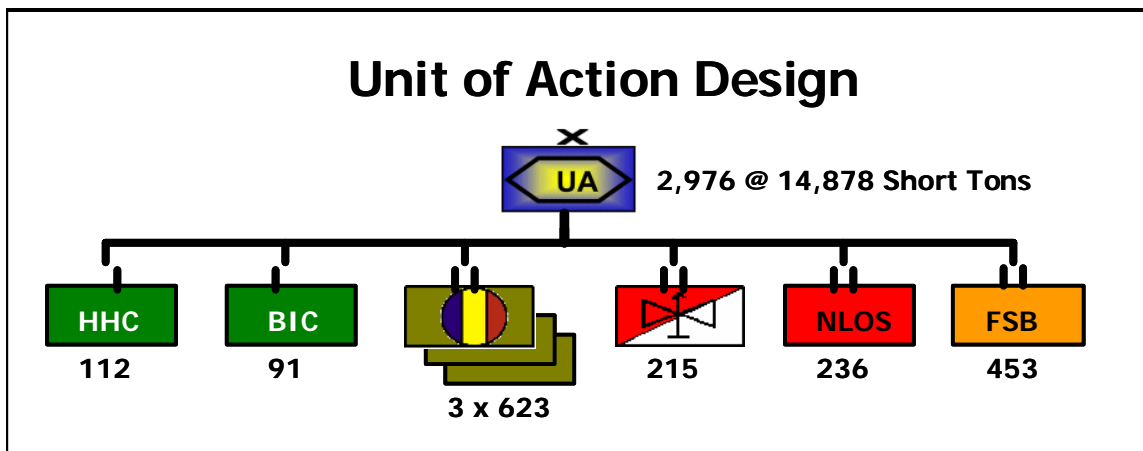 Unit of Action Design
X
UA
2,976 @ 14,878 Short Tons
HHC
BIC
NLOS
FSB
112
91
215
236
453
3 x 623